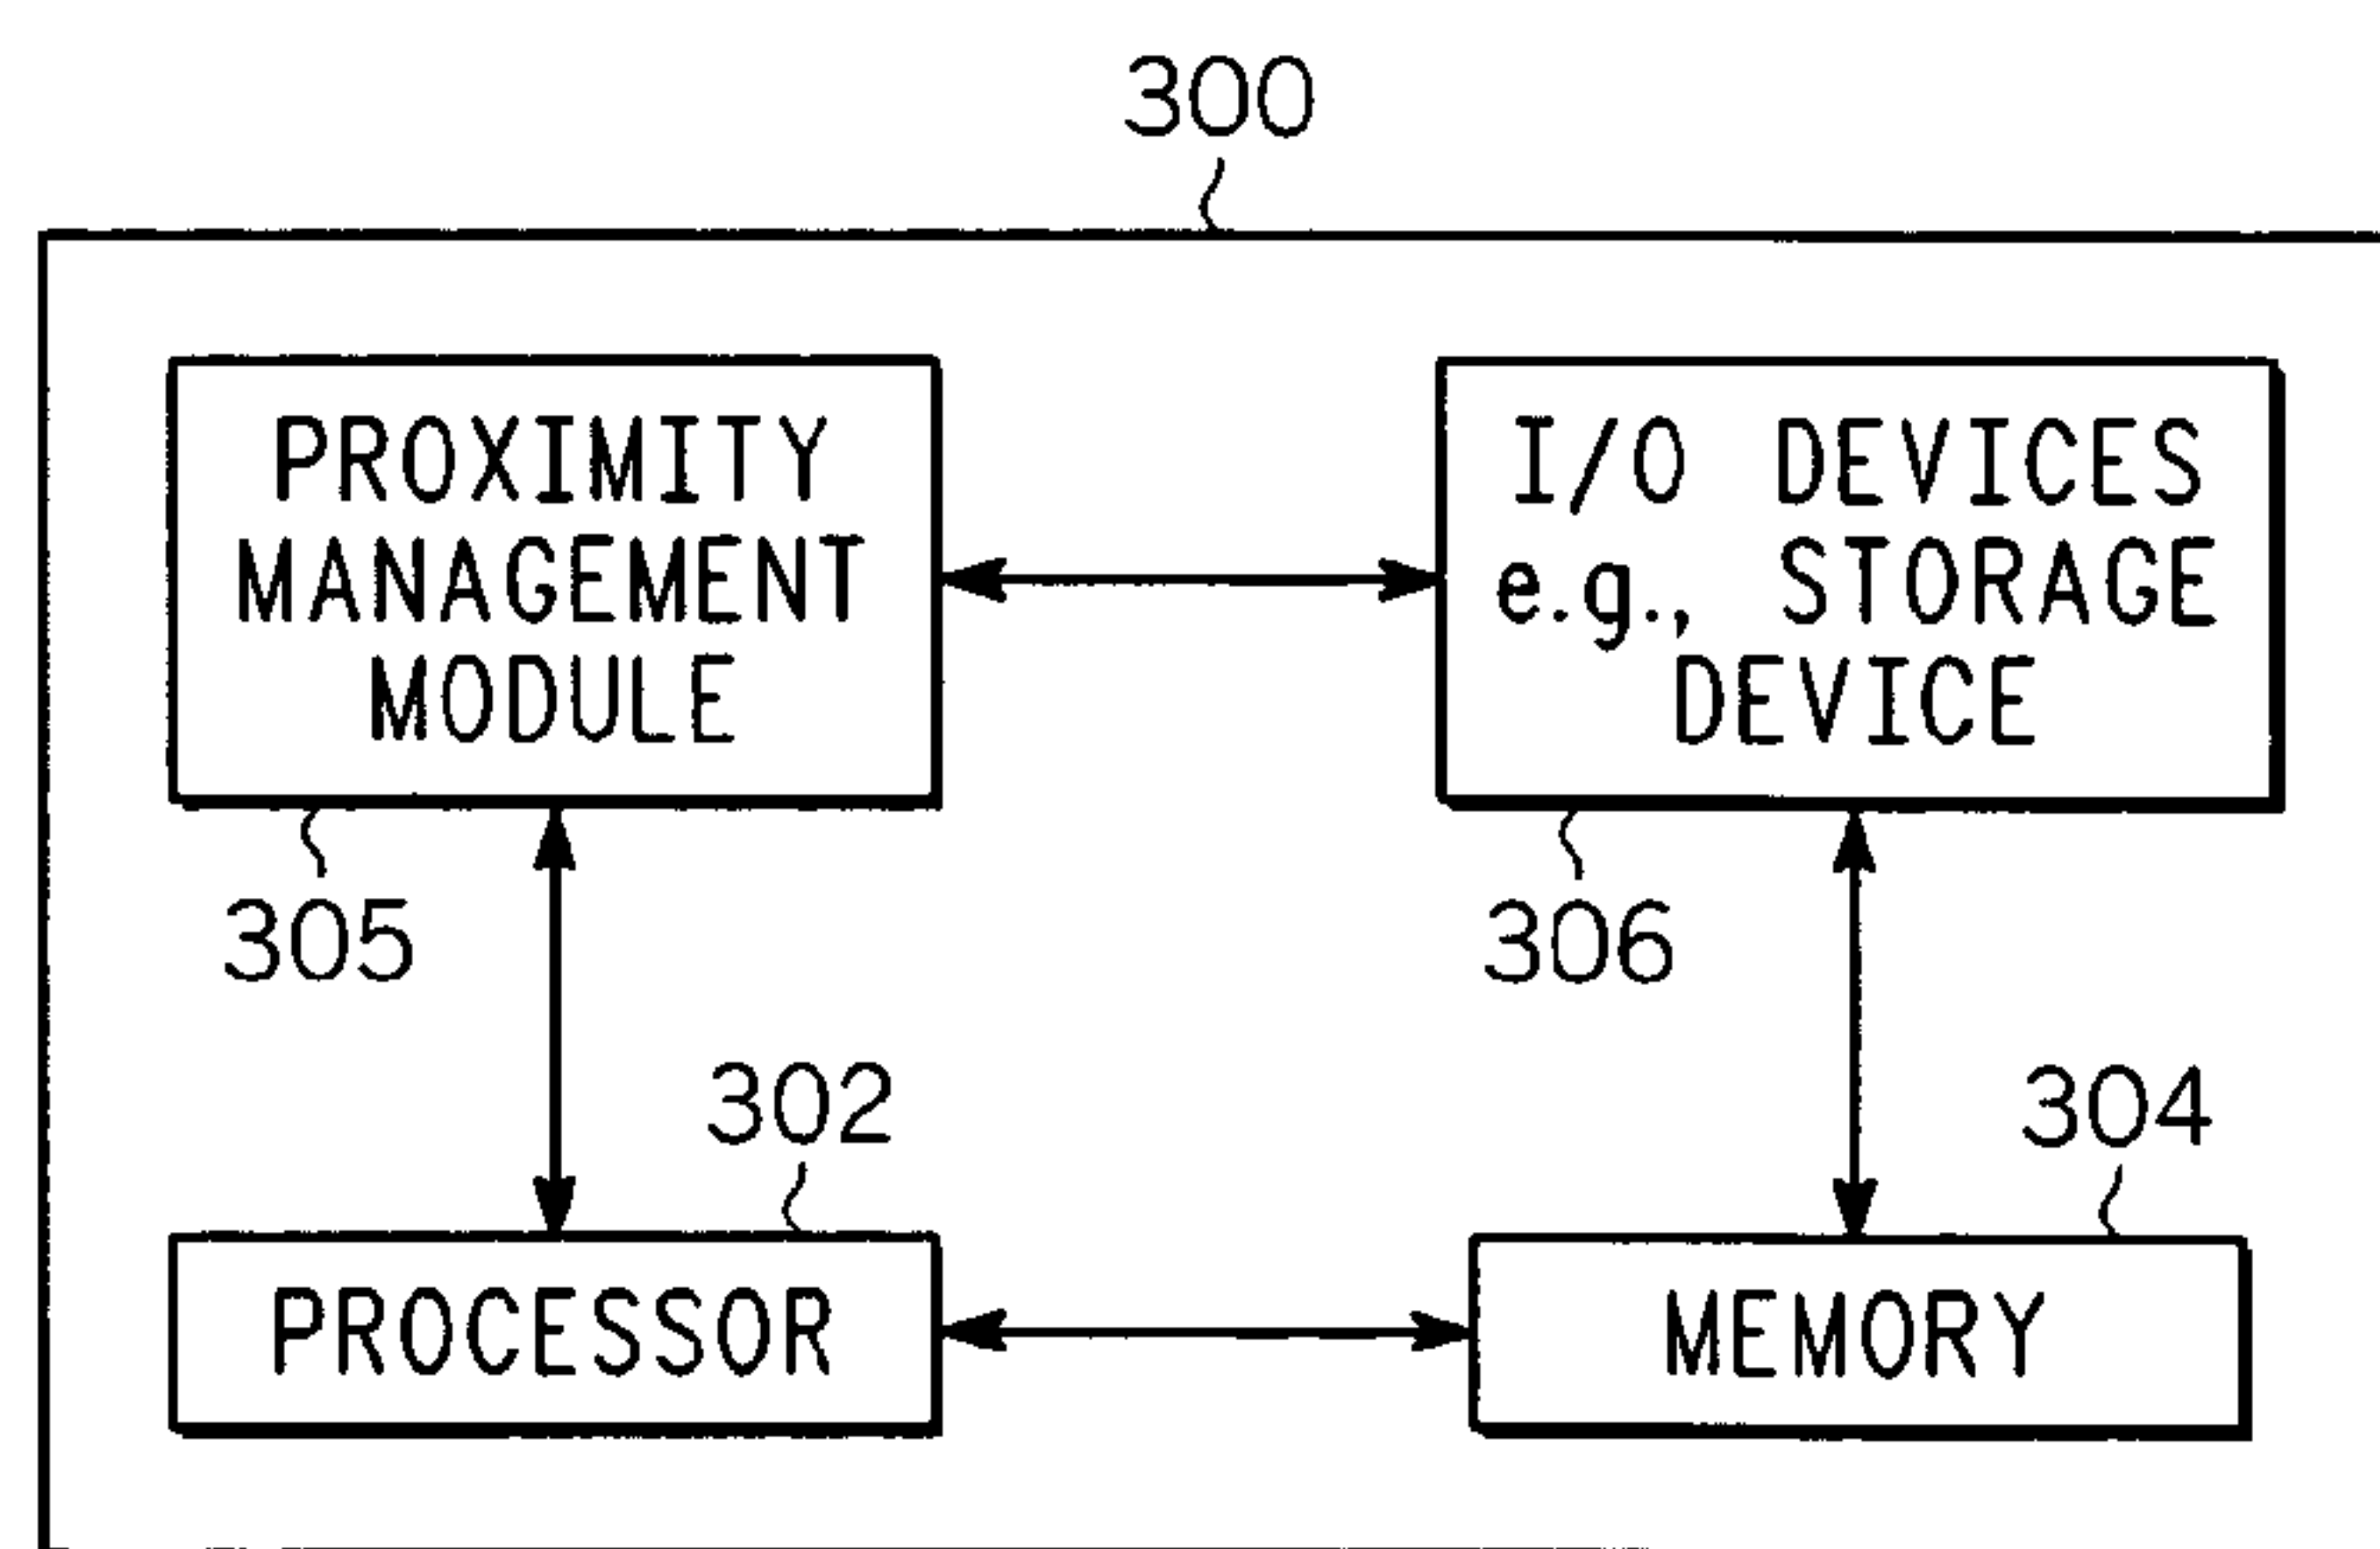 300
PROXIMITY
MANAGEMENT
MODULE
I/O DEVICES
e.g., STORAGE
DEVICE
305
306
302
304
PROCESSOR
MEMORY